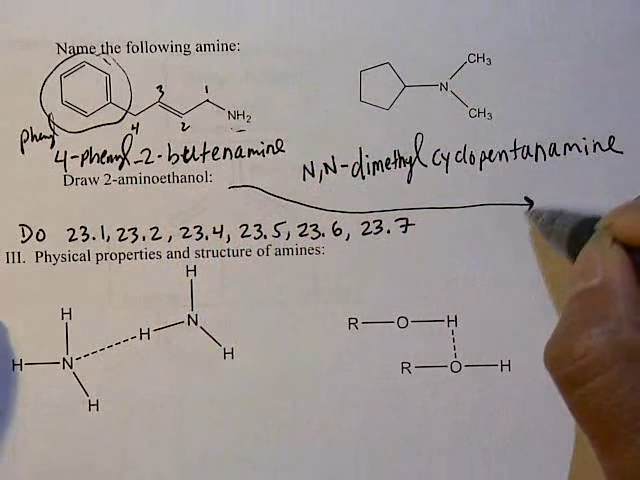 Name the following amine:
3 1
CH₃
N
NH₂
4 2
CH₃
phenyl
4-phenyl-2-butenamine
N,N-dimethylcyclopentanamine
Draw 2-aminoethanol:
Do 23.1, 23.2, 23.4, 23.5, 23.6, 23.7
III. Physical properties and structure of amines:
H
H H N
R O H
H N H
R O H
H